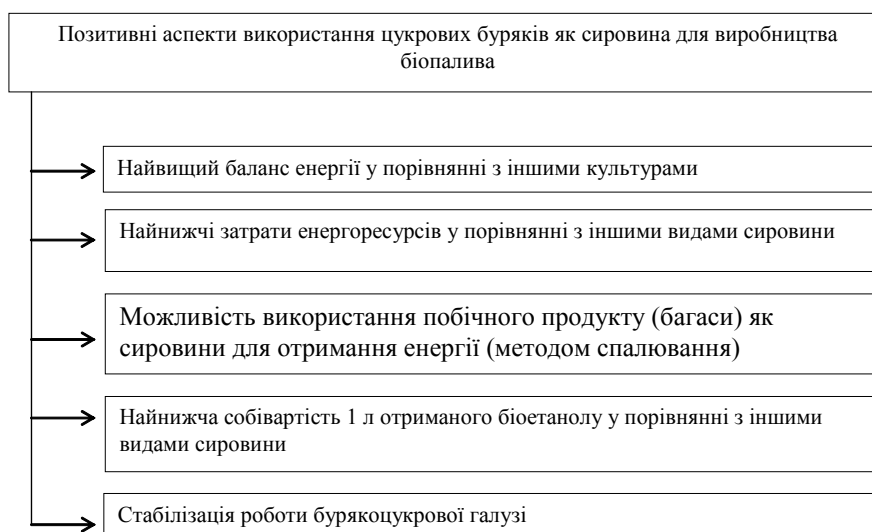 Позитивні аспекти використання цукрових буряків як сировина для виробництва
біопалива
Найвищий баланс енергії у порівнянні з іншими культурами
Найнижчі затрати енергоресурсів у порівнянні з іншими видами сировини
Можливість використання побічного продукту (багаси) як
сировини для отримання енергії (методом спалювання)
Найнижча собівартість 1 л отриманого біоетанолу у порівнянні з іншими
видами сировини
Стабілізація роботи бурякоцукрової галузі